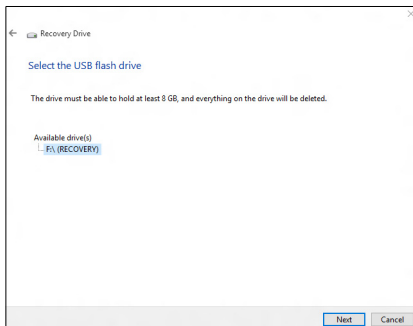 Recovery Drive
Select the USB flash drive
The drive must be able to hold at least 8 GB, and everything on the drive will be deleted.
Available drive(s)
F:\ (RECOVERY)
Next Cancel